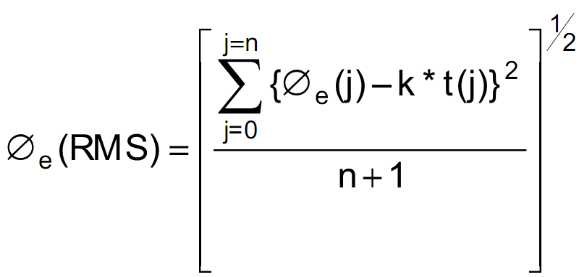 ∅e(RMS) = [ j=n ∑ j=0 {∅e(j) – k * t(j)}² / n + 1 ] 1/2